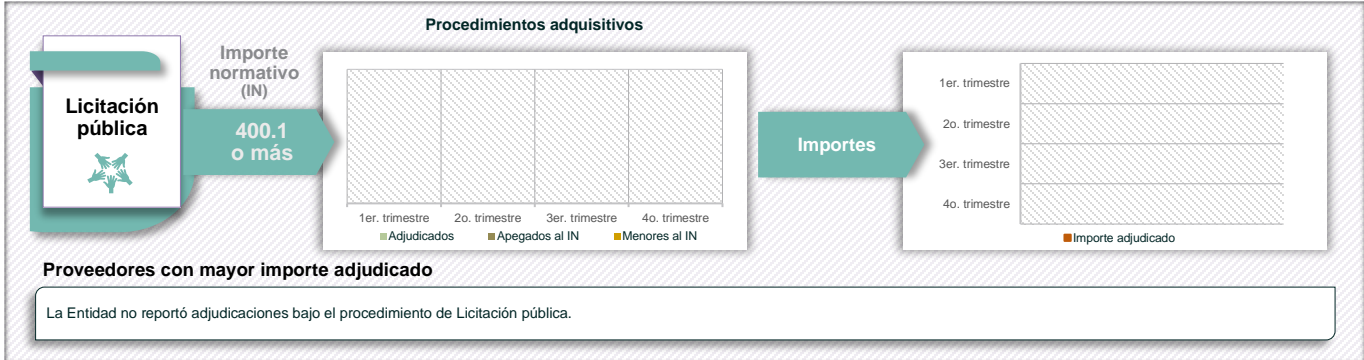 Procedimientos adquisitivos
Licitación
pública
Importe
normativo
(IN)
400.1
o más
1er. trimestre 2o. trimestre 3er. trimestre 4o. trimestre
Adjudicados Apegados al IN Menores al IN
Importes
1er. trimestre
2o. trimestre
3er. trimestre
4o. trimestre
Importe adjudicado
Proveedores con mayor importe adjudicado
La Entidad no reportó adjudicaciones bajo el procedimiento de Licitación pública.